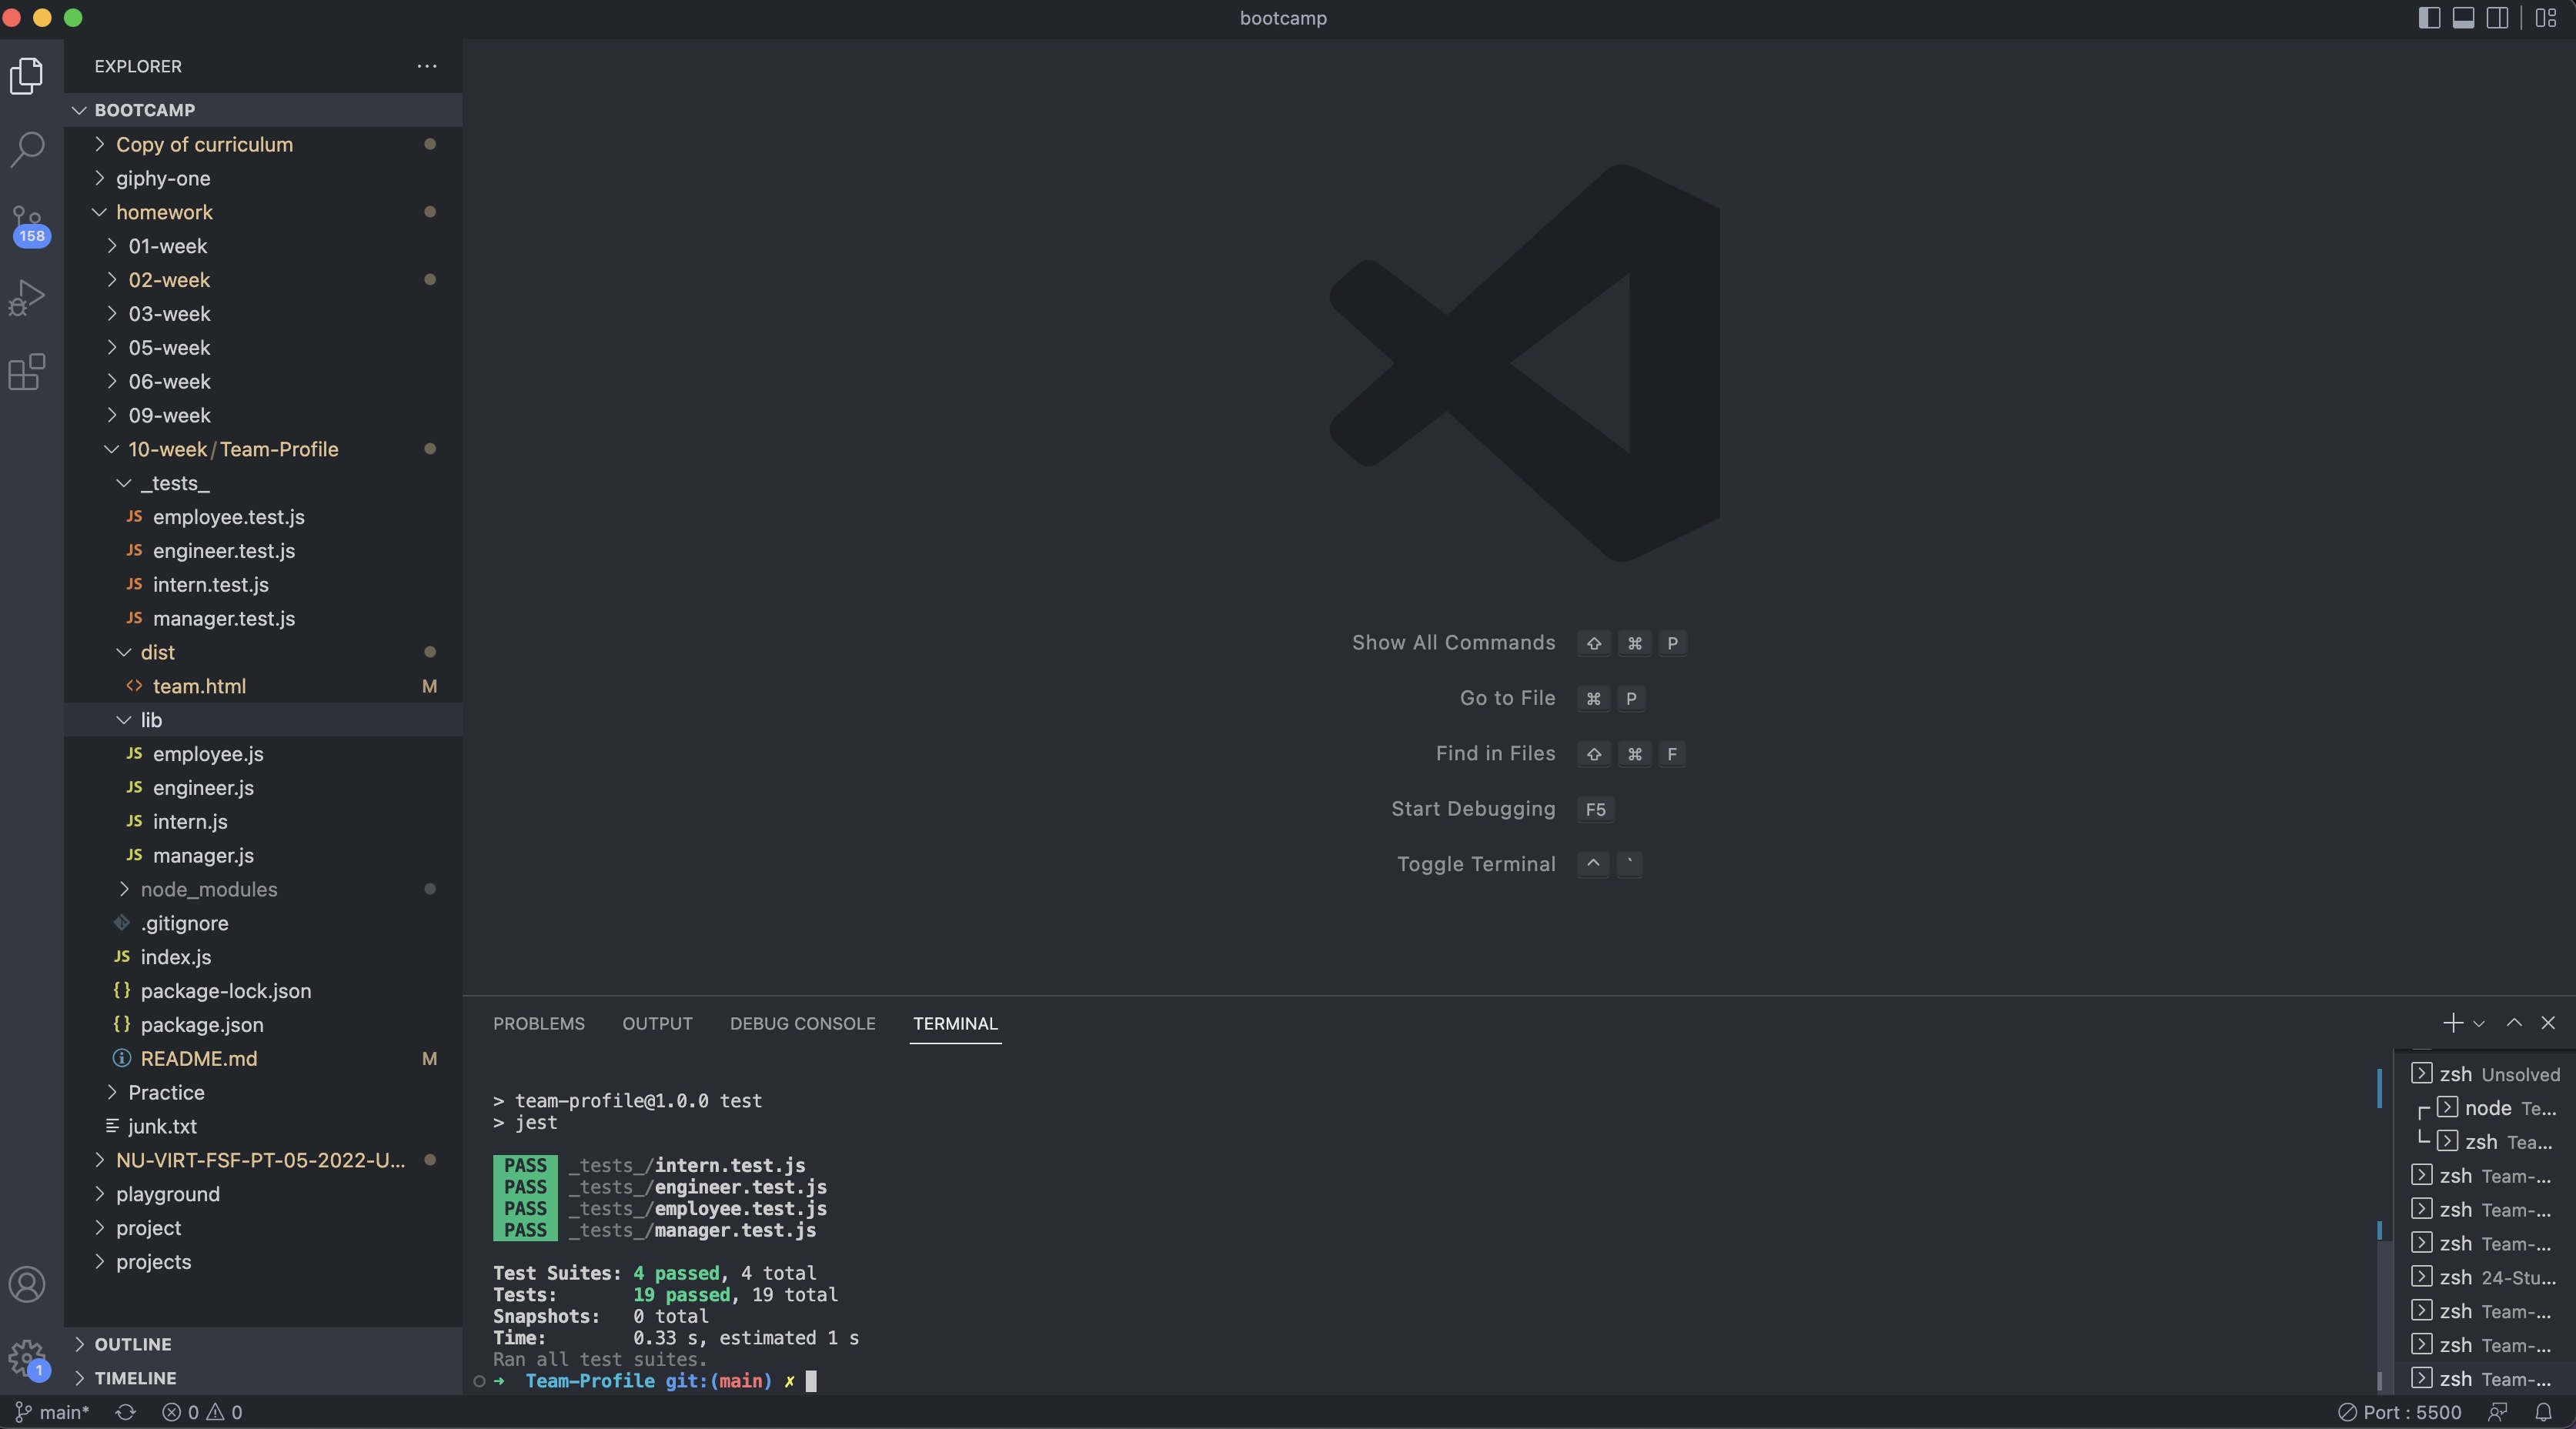 bootcamp
EXPLORER
BOOTCAMP
Copy of curriculum
giphy-one
homework
01-week
02-week
03-week
158
05-week
06-week
09-week
10-week/Team-Profile
_tests_
JS employee.test.js
JS engineer.test.js
JS intern.test.js
JS manager.test.js
dist
<> team.html M
lib
JS employee.js
JS engineer.js
JS intern.js
JS manager.js
node_modules
.gitignore
JS index.js
{} package-lock.json
{} package.json
README.md M
Practice
junk.txt
NU-VIRT-FSF-PT-05-2022-U...
playground
project
projects
OUTLINE
TIMELINE
1
Show All Commands ⇧ ⌘ P
Go to File ⌘ P
Find in Files ⇧ ⌘ F
Start Debugging F5
Toggle Terminal ^ `
PROBLEMS OUTPUT DEBUG CONSOLE TERMINAL
> team-profile@1.0.0 test
> jest
PASS _tests_/intern.test.js
PASS _tests_/engineer.test.js
PASS _tests_/employee.test.js
PASS _tests_/manager.test.js
Test Suites: 4 passed, 4 total
Tests: 19 passed, 19 total
Snapshots: 0 total
Time: 0.33 s, estimated 1 s
Ran all test suites.
➜ Team-Profile git:(main) ✗
zsh Unsolved
node Te...
zsh Tea...
zsh Team-...
zsh Team-...
zsh Team-...
zsh 24-Stu...
zsh Team-...
zsh Team-...
zsh Team-...
main* 0 0 Port : 5500